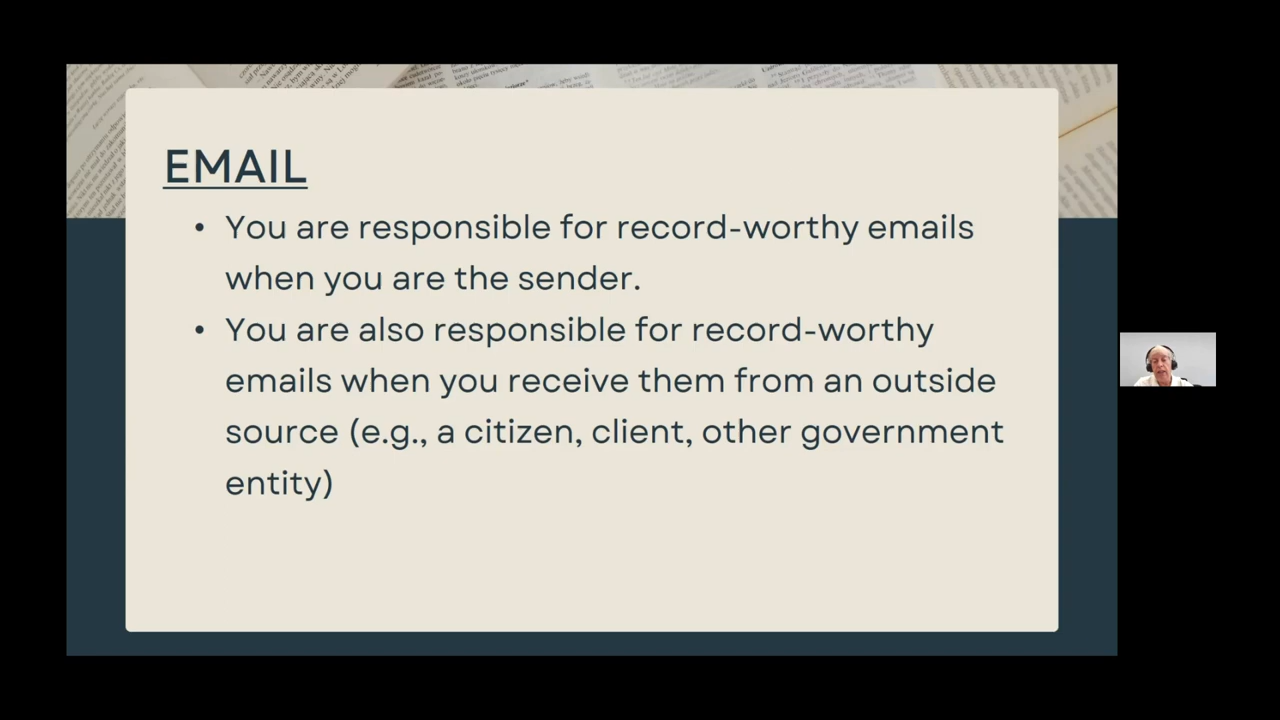 EMAIL
• You are responsible for record-worthy emails
when you are the sender.
• You are also responsible for record-worthy
emails when you receive them from an outside
source (e.g., a citizen, client, other government
entity)